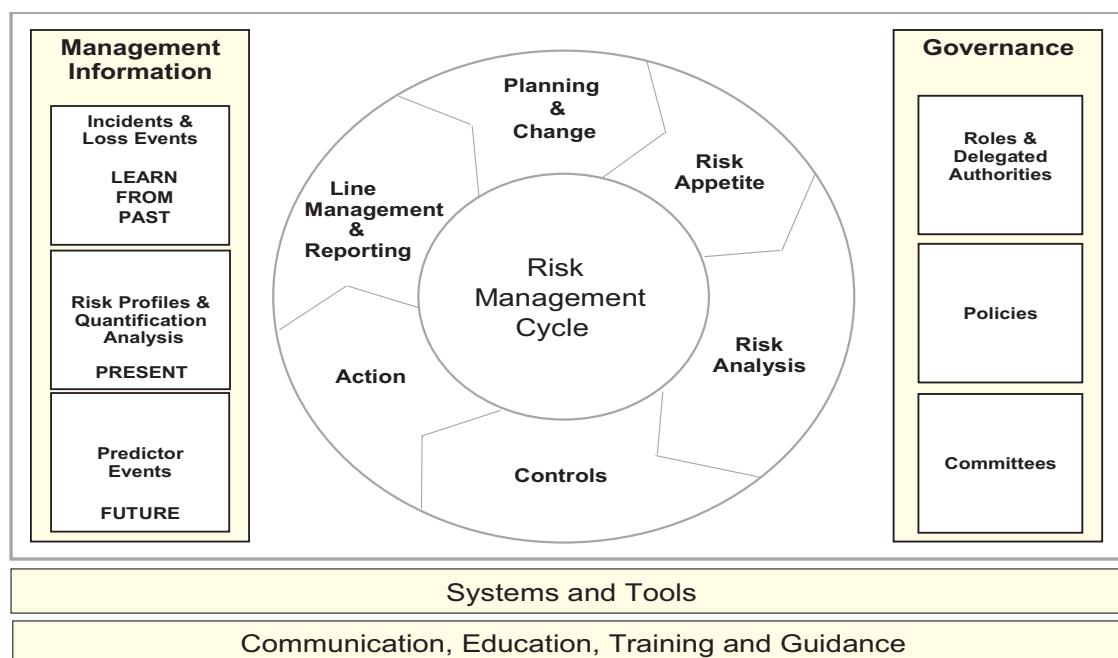 Management
Information
Incidents &
Loss Events
LEARN
FROM
PAST
Risk Profiles &
Quantification
Analysis
PRESENT
Predictor
Events
FUTURE
Planning
&
Change
Risk
Appetite
Risk
Analysis
Controls
Action
Line
Management
&
Reporting
Risk
Management
Cycle
Governance
Roles &
Delegated
Authorities
Policies
Committees
Systems and Tools
Communication, Education, Training and Guidance